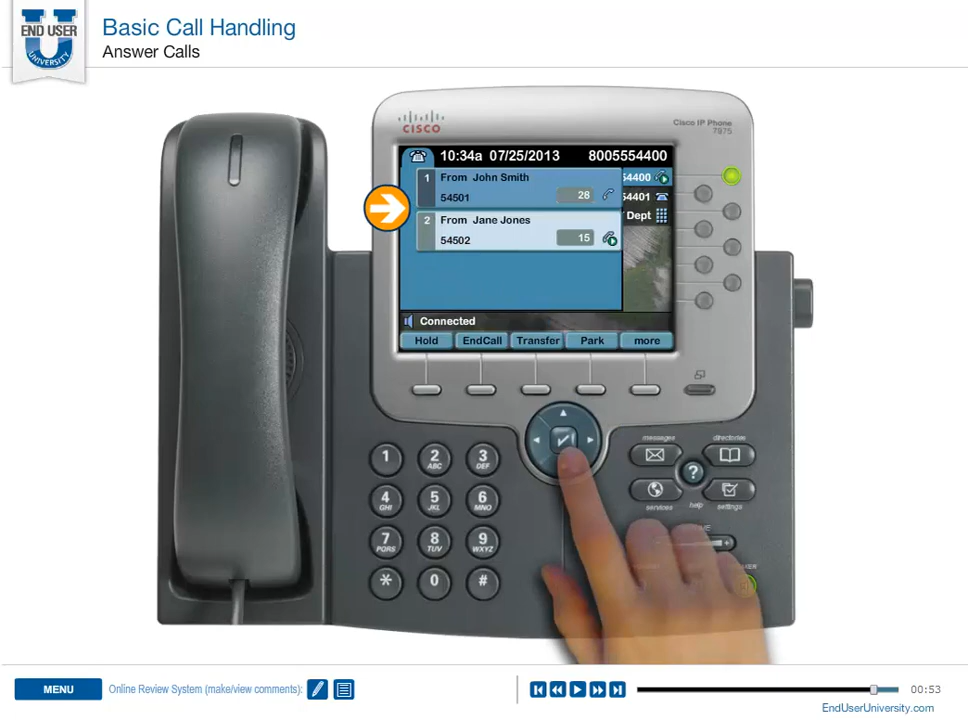 END USER
UNIVERSITY
Basic Call Handling
Answer Calls
CISCO
Cisco IP Phone
7975
10:34a 07/25/2013 8005554400
1 From John Smith
54501 28
54400
54401
2 From Jane Jones
54502 15
Dept
Connected
Hold EndCall Transfer Park more
messages directories
1 2 ABC 3 DEF
?
4 GHI 5 JKL 6 MNO
services help settings
7 PQRS 8 TUV 9 WXYZ
+
* 0 #
MENU Online Review System (make/view comments): 00:53
EndUserUniversity.com